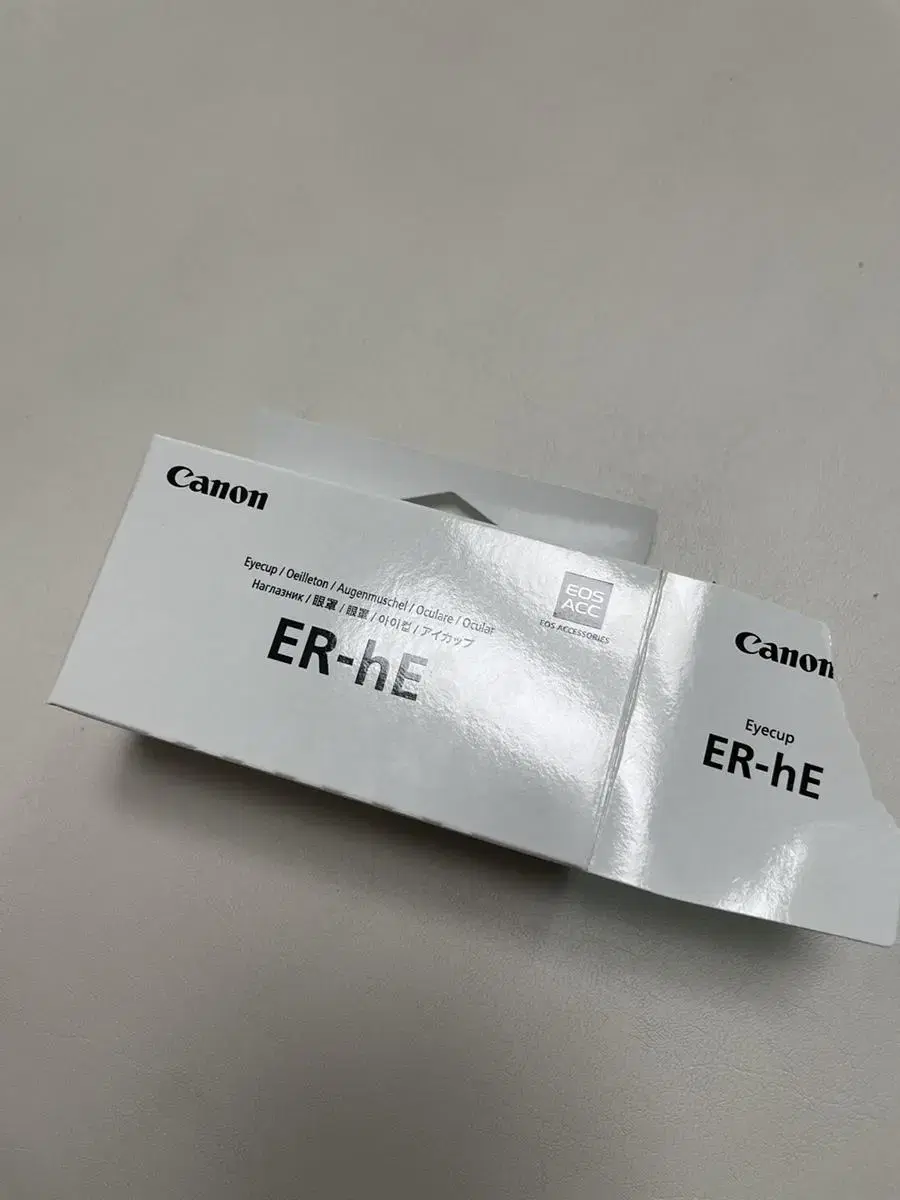 Canon
Eyecup / Oeilleton / Augenmuschel / Oculare / Ocular
Наглазник / 眼罩 / 眼罩 / 아이컵 / アイカップ
ER-hE
EOS
ACC
EOS ACCESSORIES
Canon
Eyecup
ER-hE